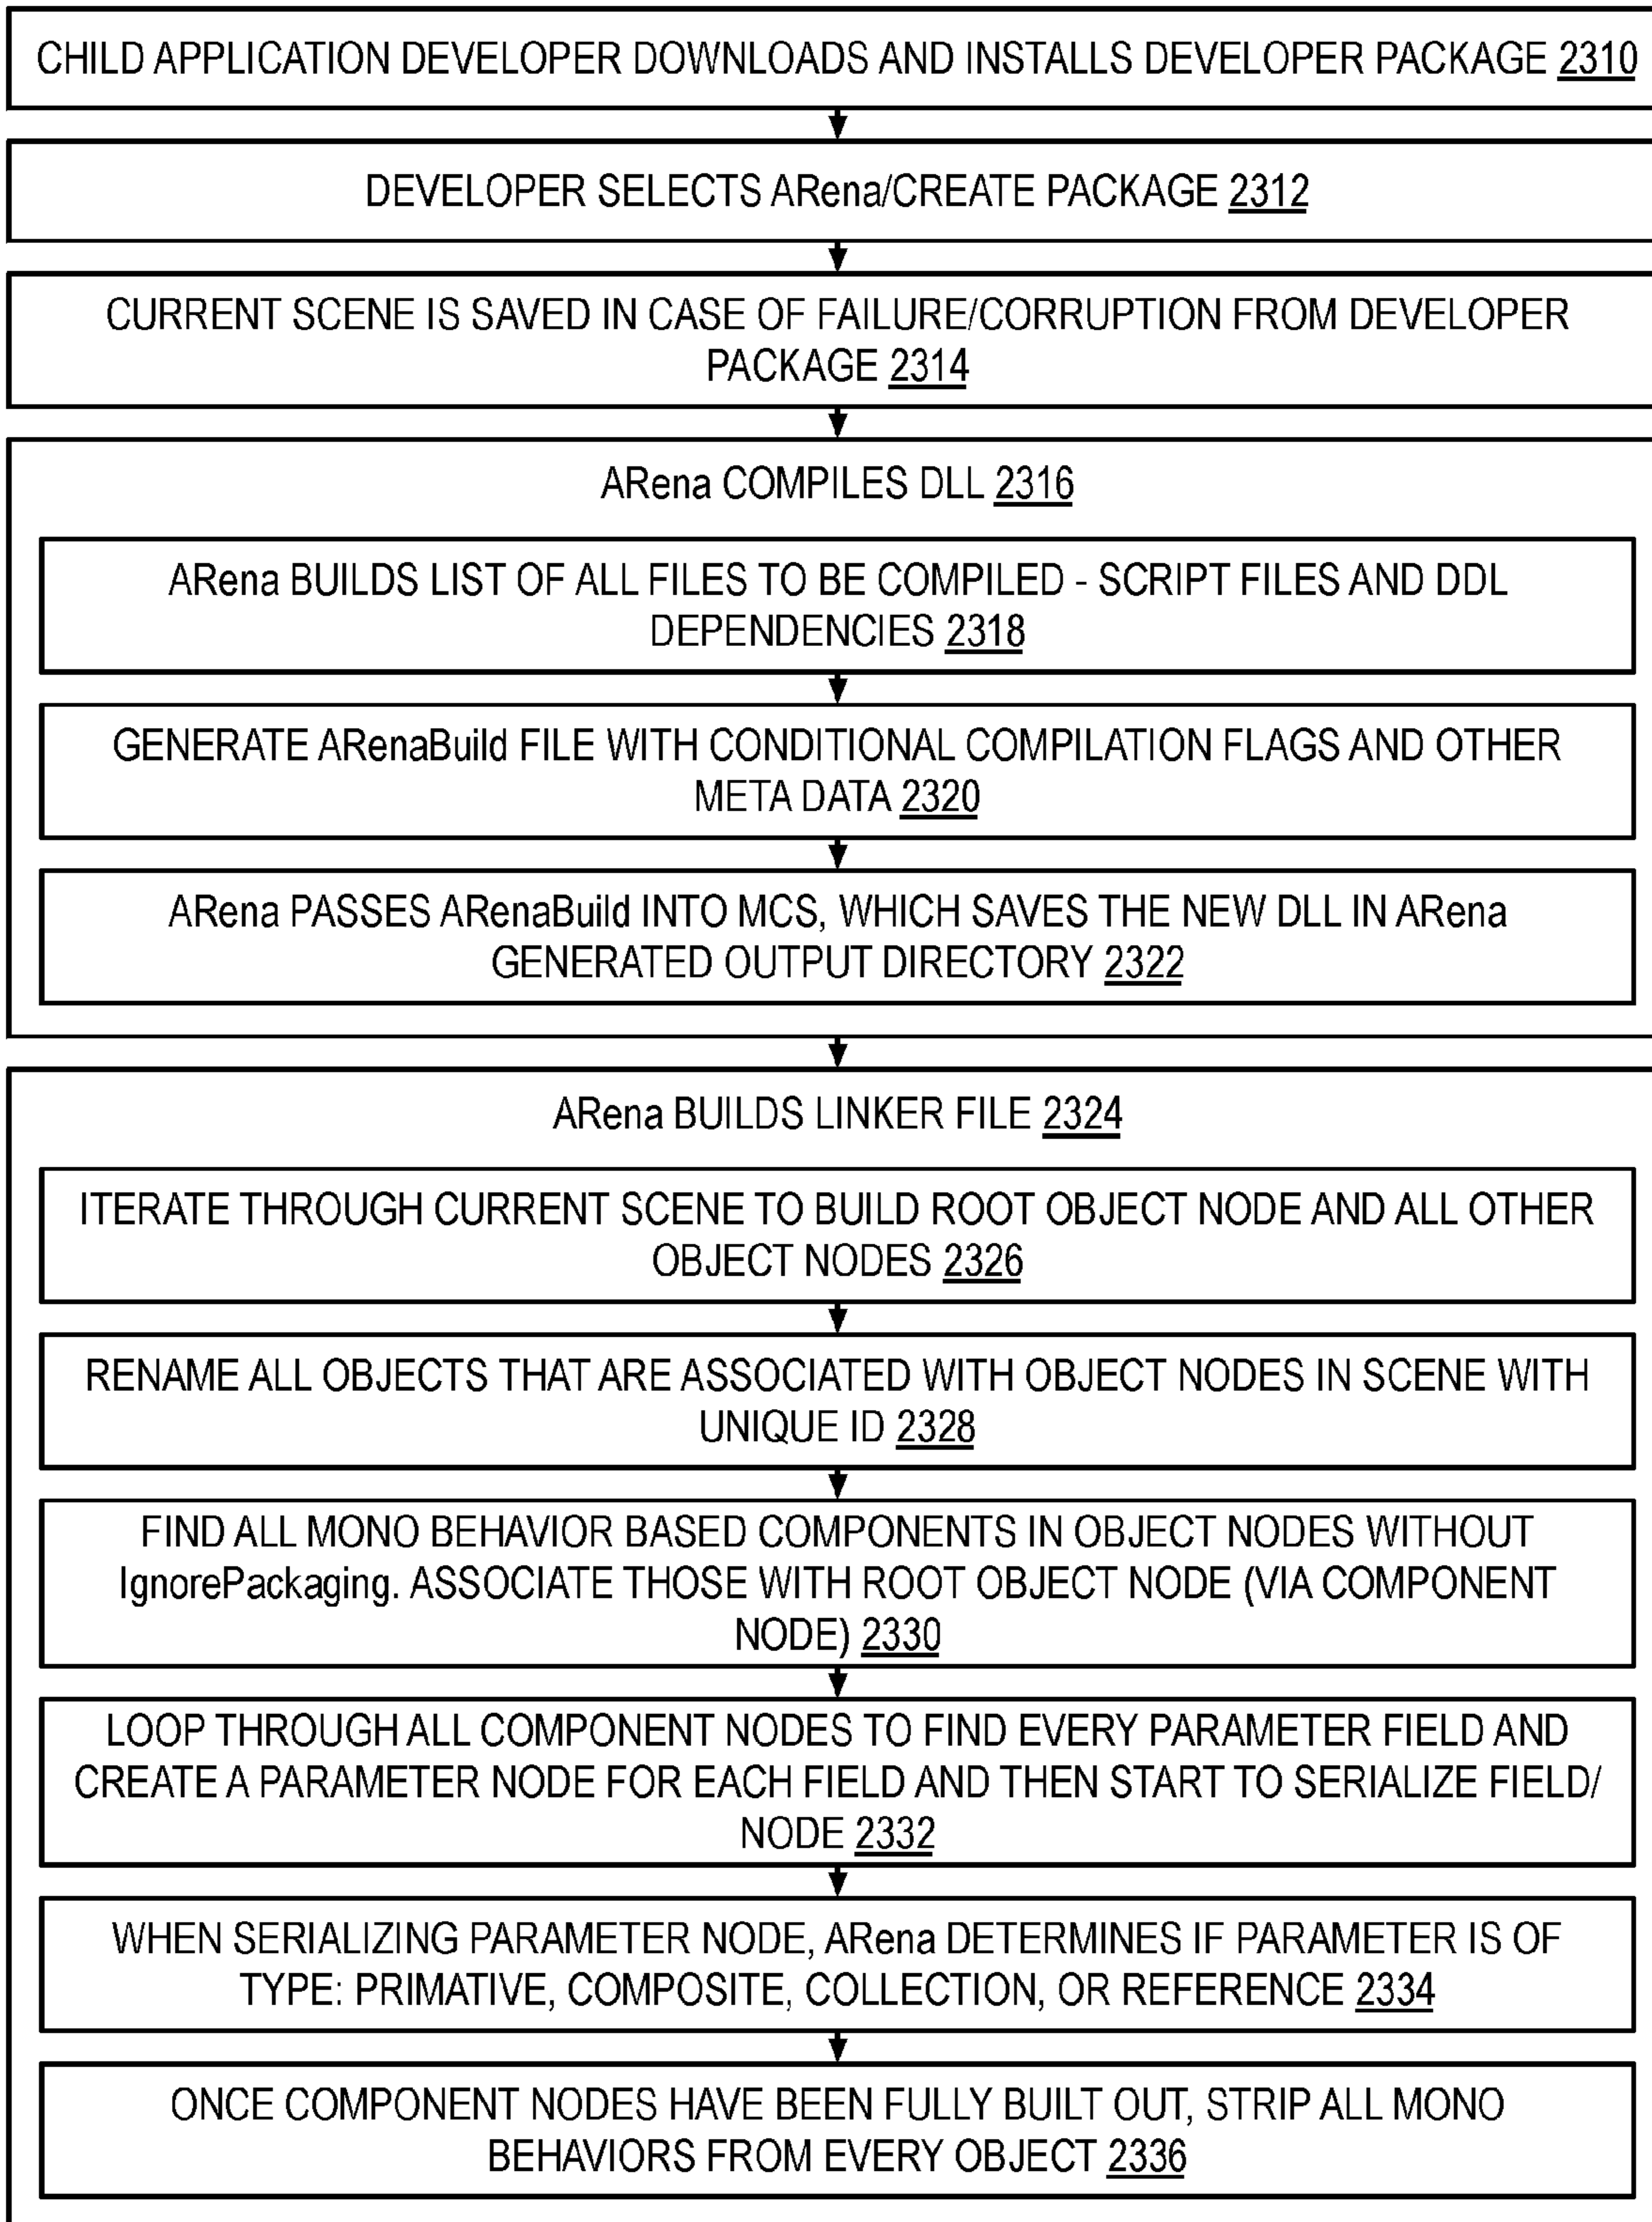 CHILD APPLICATION DEVELOPER DOWNLOADS AND INSTALLS DEVELOPER PACKAGE 2310
DEVELOPER SELECTS ARena/CREATE PACKAGE 2312
CURRENT SCENE IS SAVED IN CASE OF FAILURE/CORRUPTION FROM DEVELOPER
PACKAGE 2314
ARena COMPILES DLL 2316
ARena BUILDS LIST OF ALL FILES TO BE COMPILED - SCRIPT FILES AND DDL
DEPENDENCIES 2318
GENERATE ARenaBuild FILE WITH CONDITIONAL COMPILATION FLAGS AND OTHER
META DATA 2320
ARena PASSES ARenaBuild INTO MCS, WHICH SAVES THE NEW DLL IN ARena
GENERATED OUTPUT DIRECTORY 2322
ARena BUILDS LINKER FILE 2324
ITERATE THROUGH CURRENT SCENE TO BUILD ROOT OBJECT NODE AND ALL OTHER
OBJECT NODES 2326
RENAME ALL OBJECTS THAT ARE ASSOCIATED WITH OBJECT NODES IN SCENE WITH
UNIQUE ID 2328
FIND ALL MONO BEHAVIOR BASED COMPONENTS IN OBJECT NODES WITHOUT
IgnorePackaging. ASSOCIATE THOSE WITH ROOT OBJECT NODE (VIA COMPONENT
NODE) 2330
LOOP THROUGH ALL COMPONENT NODES TO FIND EVERY PARAMETER FIELD AND
CREATE A PARAMETER NODE FOR EACH FIELD AND THEN START TO SERIALIZE FIELD/
NODE 2332
WHEN SERIALIZING PARAMETER NODE, ARena DETERMINES IF PARAMETER IS OF
TYPE: PRIMATIVE, COMPOSITE, COLLECTION, OR REFERENCE 2334
ONCE COMPONENT NODES HAVE BEEN FULLY BUILT OUT, STRIP ALL MONO
BEHAVIORS FROM EVERY OBJECT 2336